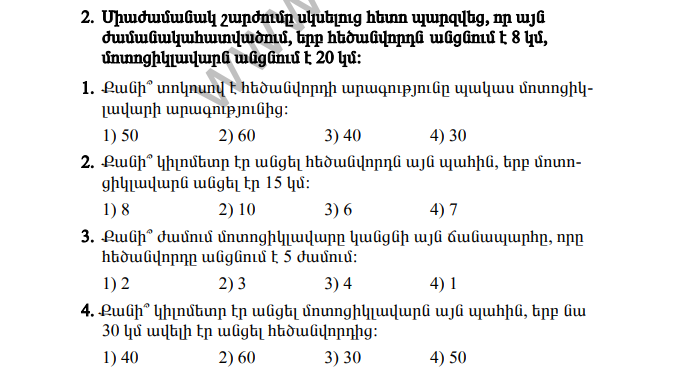 2. Միաժամանակ շարժումը սկսելուց հետո պարզվեց, որ այն
ժամանակահատվածում, երբ հեծանվորդն անցնում է 8 կմ,
մոտոցիկլավարն անցնում է 20 կմ:
1. Քանի՞ տոկոսով է հեծանվորդի արագությունը պակաս մոտոցիկ-
լավարի արագությունից:
1) 50 2) 60 3) 40 4) 30
2. Քանի՞ կիլոմետր էր անցել հեծանվորդն այն պահին, երբ մոտո-
ցիկլավարն անցել էր 15 կմ:
1) 8 2) 10 3) 6 4) 7
3. Քանի՞ ժամում մոտոցիկլավարը կանցնի այն ճանապարհը, որը
հեծանվորդը անցնում է 5 ժամում:
1) 2 2) 3 3) 4 4) 1
4. Քանի՞ կիլոմետր էր անցել մոտոցիկլավարն այն պահին, երբ նա
30 կմ ավելի էր անցել հեծանվորդից:
1) 40 2) 60 3) 30 4) 50